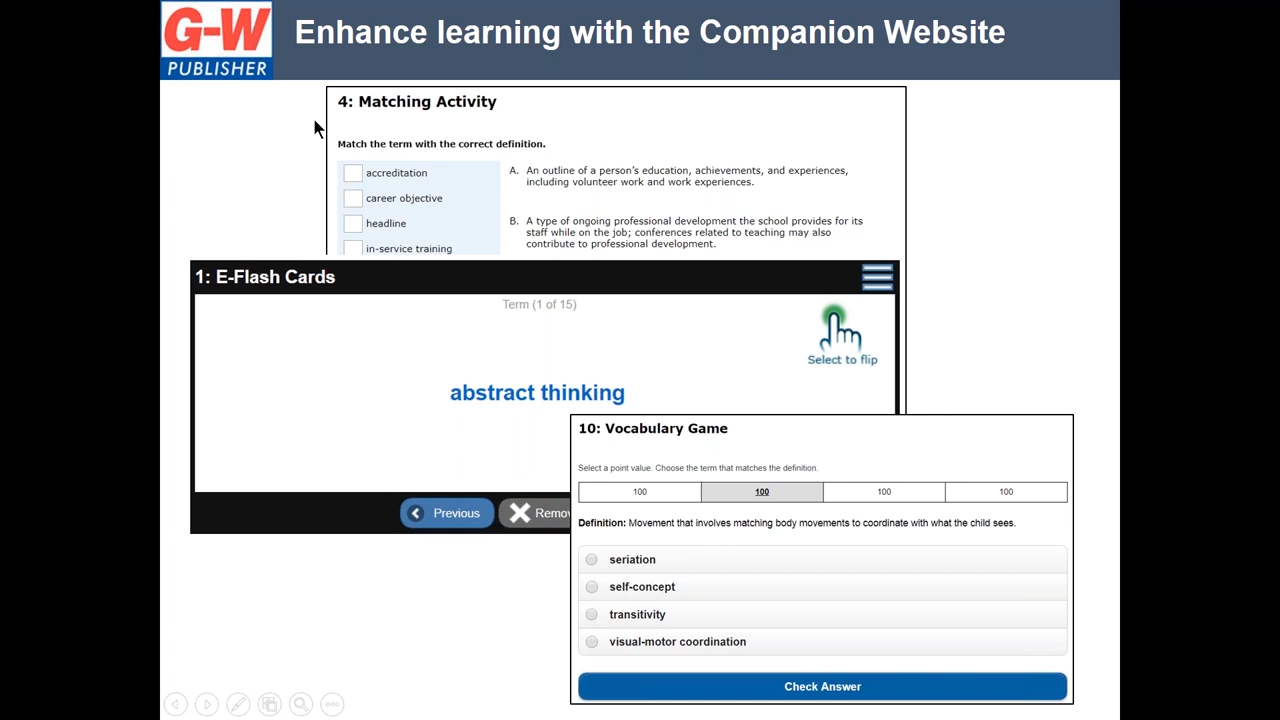 G-W
PUBLISHER
Enhance learning with the Companion Website
4: Matching Activity
Match the term with the correct definition.
accreditation
career objective
headline
in-service training
A. An outline of a person's education, achievements, and experiences,
including volunteer work and work experiences.
B. A type of ongoing professional development the school provides for its
staff while on the job; conferences related to teaching may also
contribute to professional development.
1: E-Flash Cards
Term (1 of 15)
Select to flip
abstract thinking
Previous
Remo
10: Vocabulary Game
Select a point value. Choose the term that matches the definition.
100 100 100 100
Definition: Movement that involves matching body movements to coordinate with what the child sees.
seriation
self-concept
transitivity
visual-motor coordination
Check Answer